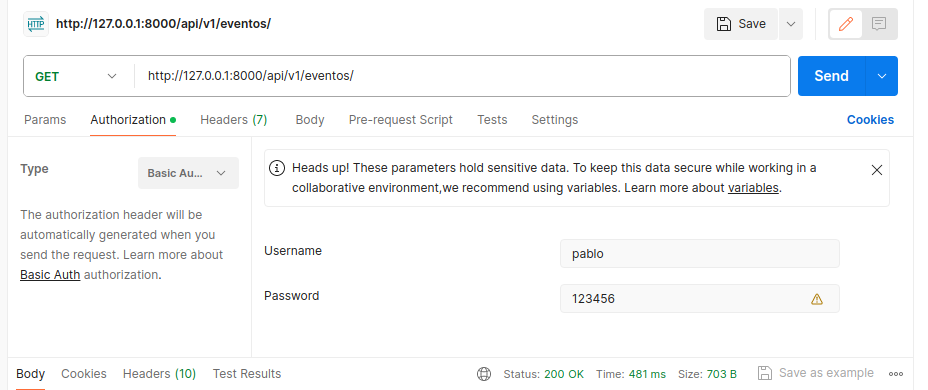 HTTP http://127.0.0.1:8000/api/v1/eventos/ Save
GET http://127.0.0.1:8000/api/v1/eventos/ Send
Params Authorization Headers (7) Body Pre-request Script Tests Settings Cookies
Type Basic Au...
The authorization header will be
automatically generated when you
send the request. Learn more about
Basic Auth authorization.
Heads up! These parameters hold sensitive data. To keep this data secure while working in a
collaborative environment,we recommend using variables. Learn more about variables.
Username pablo
Password 123456
Body Cookies Headers (10) Test Results Status: 200 OK Time: 481 ms Size: 703 B Save as example